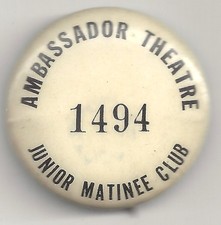 AMBASSADOR THEATRE
1494
JUNIOR MATINEE CLUB